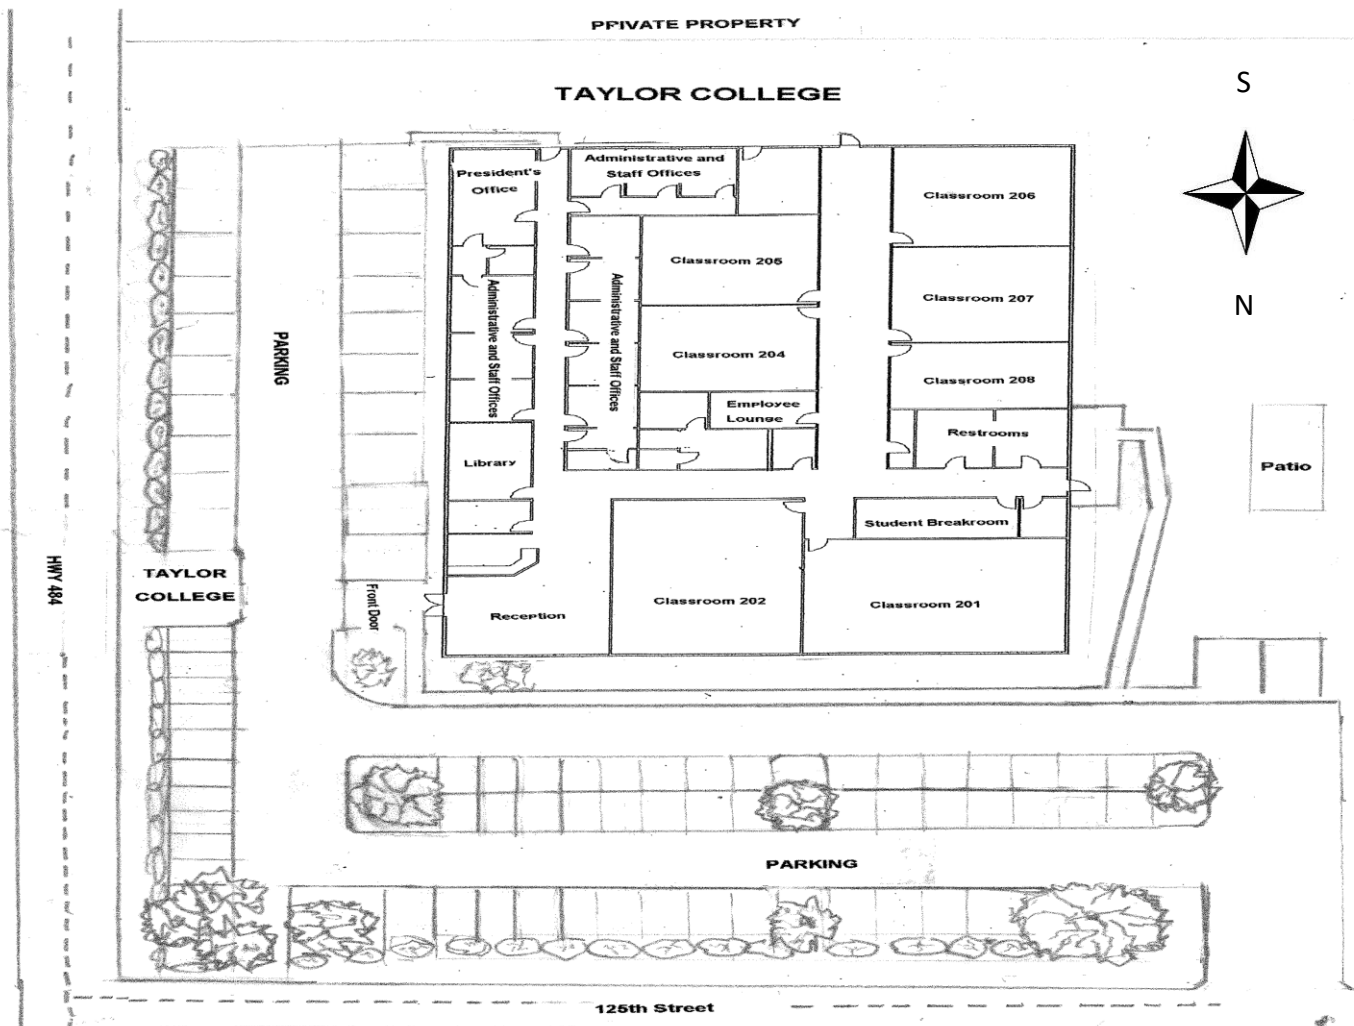 PRIVATE PROPERTY
TAYLOR COLLEGE
S
N
President's
Office
Administrative and
Staff Offices
Classroom 206
Classroom 205
Classroom 207
Administrative and Staff Offices
Administrative and Staff Offices
PARKING
Classroom 204
Classroom 208
Employee
Lounge
Restrooms
Library
Patio
Student Breakroom
HWY 484
TAYLOR
COLLEGE
Front Door
Reception
Classroom 202
Classroom 201
PARKING
125th Street